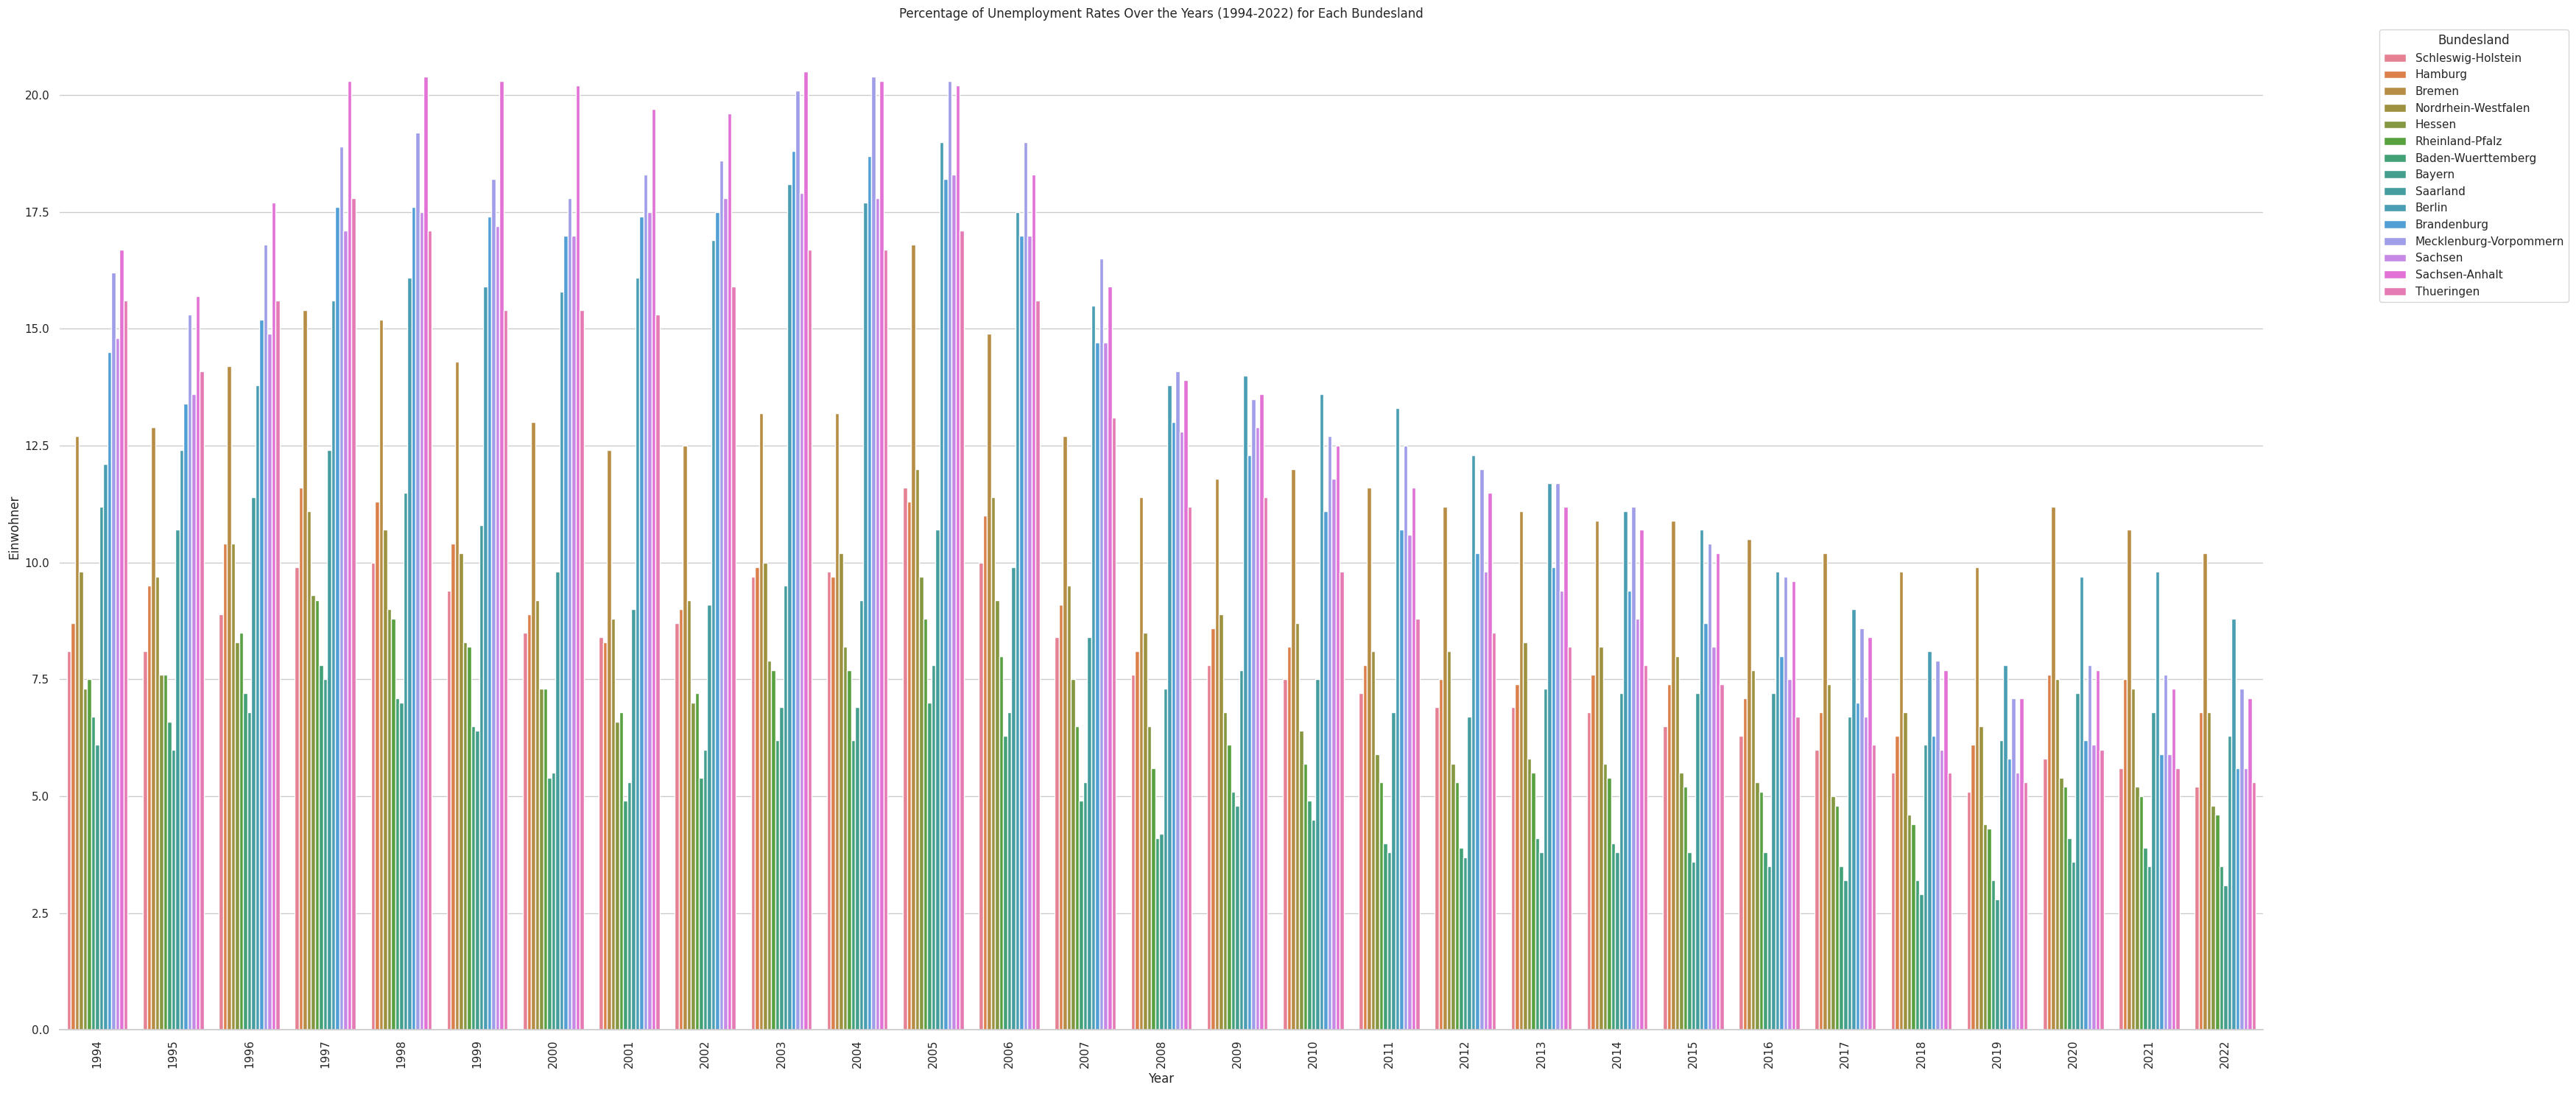 Percentage of Unemployment Rates Over the Years (1994-2022) for Each Bundesland
Bundesland
Schleswig-Holstein
Hamburg
Bremen
Nordrhein-Westfalen
Hessen
Rheinland-Pfalz
Baden-Wuerttemberg
Bayern
Saarland
Berlin
Brandenburg
Mecklenburg-Vorpommern
Sachsen
Sachsen-Anhalt
Thueringen
Einwohner
20.0
17.5
15.0
12.5
10.0
7.5
5.0
2.5
0.0
1994 1995 1996 1997 1998 1999 2000 2001 2002 2003 2004 2005 2006 2007 2008 2009 2010 2011 2012 2013 2014 2015 2016 2017 2018 2019 2020 2021 2022
Year